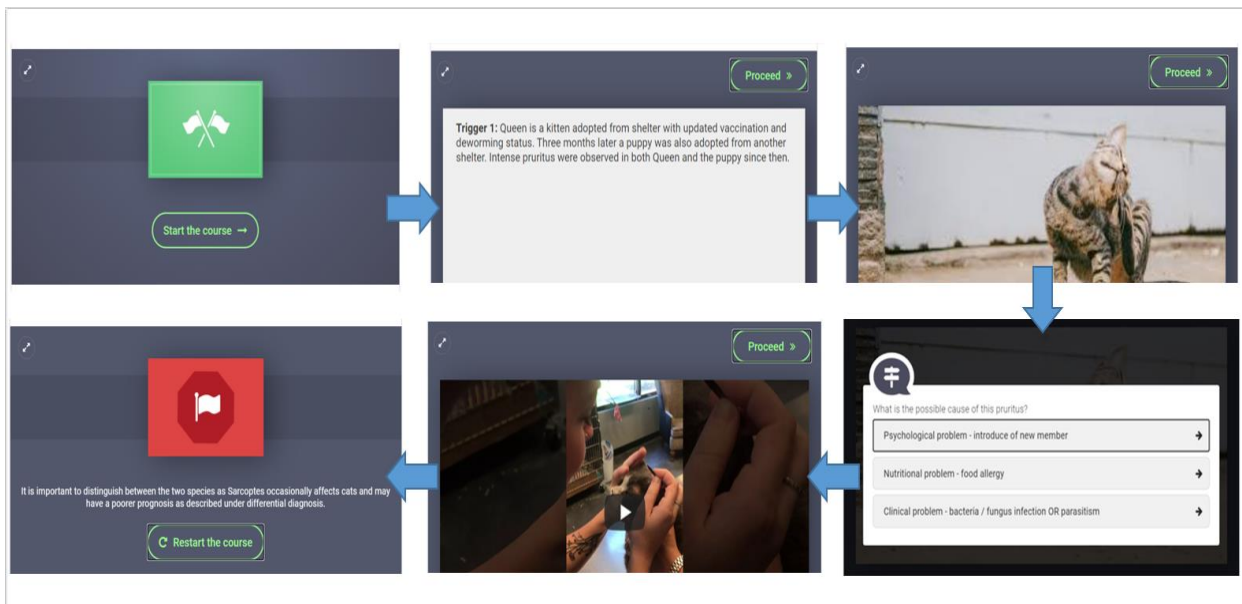 Start the course →
Proceed »
Trigger 1: Queen is a kitten adopted from shelter with updated vaccination and
deworming status. Three months later a puppy was also adopted from another
shelter. Intense pruritus were observed in both Queen and the puppy since then.
Proceed »
What is the possible cause of this pruritus?
Psychological problem - introduce of new member
Nutritional problem - food allergy
Clinical problem - bacteria / fungus infection OR parasitism
Proceed »
It is important to distinguish between the two species as Sarcoptes occasionally affects cats and may
have a poorer prognosis as described under differential diagnosis.
Restart the course